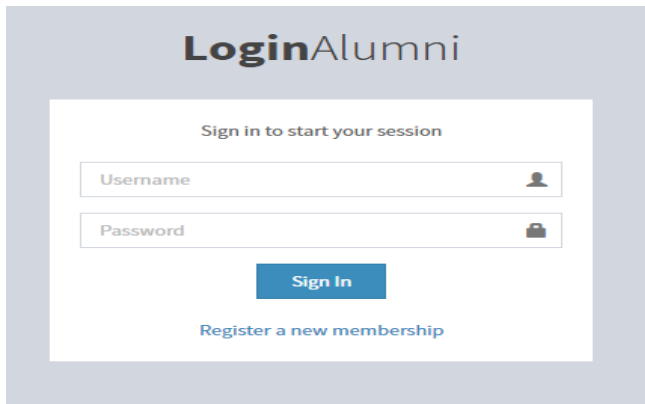 LoginAlumni
Sign in to start your session
Username
Password
Sign In
Register a new membership